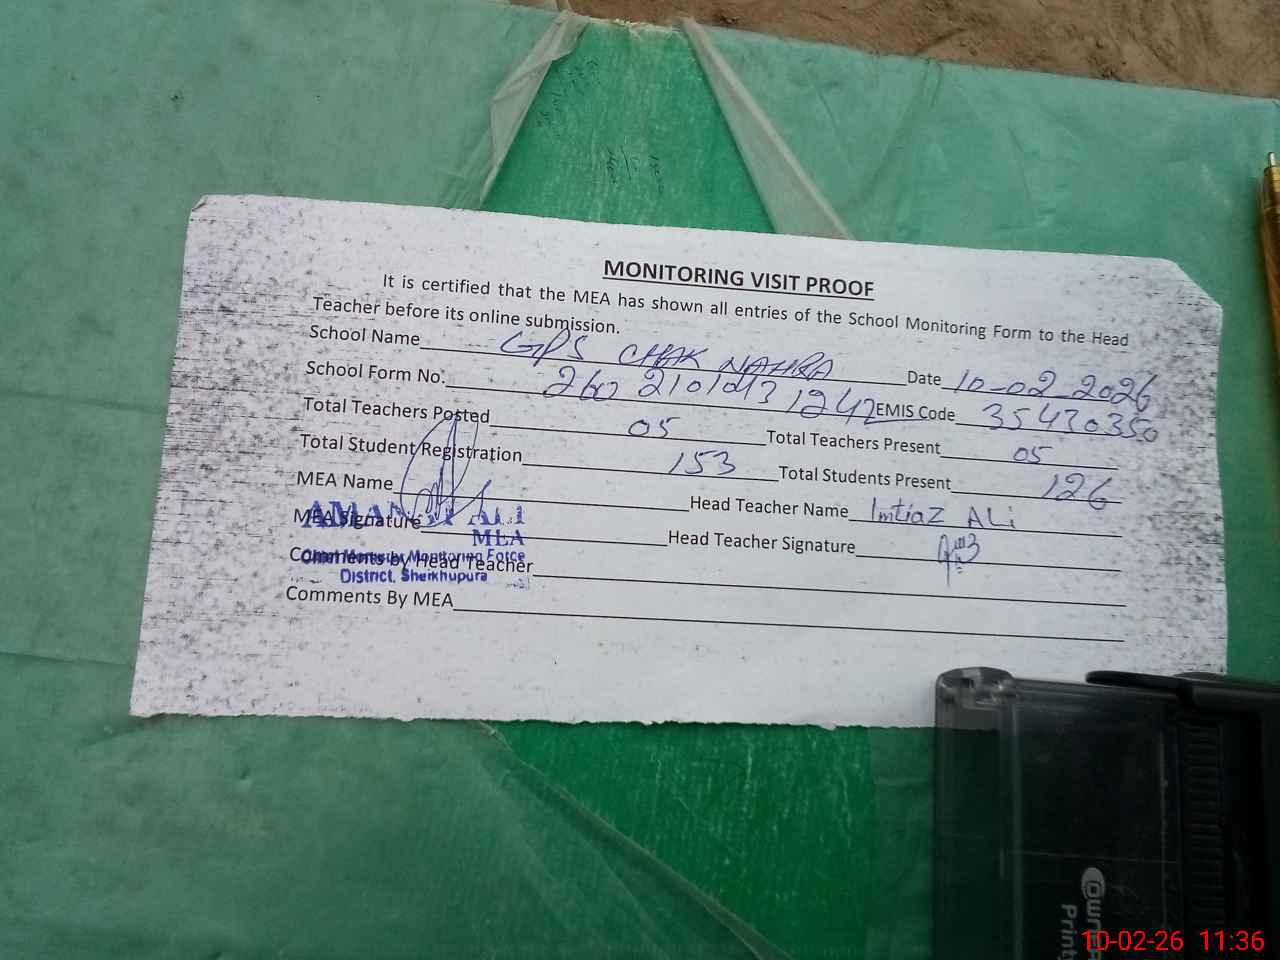 MONITORING VISIT PROOF
It is certified that the MEA has shown all entries of the School Monitoring Form to the Head
Teacher before its online submission.
School Name GPS CHAK NAHRA Date 10-02-2026
School Form No. EMIS Code 35430350
Total Teachers Posted 05 Total Teachers Present 05
Total Student Registration 153 Total Students Present 126
MEA Name Head Teacher Name Imtiaz ALi
MEA Signature Head Teacher Signature
ALI
MEA
Comments by Head Teacher
Monitoring Force
District, Sheikhupura
Comments By MEA
10-02-26 11:36